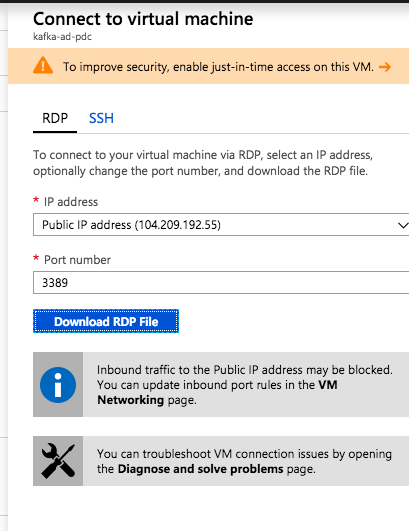 Connect to virtual machine
kafka-ad-pdc
To improve security, enable just-in-time access on this VM. →
RDP SSH
To connect to your virtual machine via RDP, select an IP address,
optionally change the port number, and download the RDP file.
* IP address
Public IP address (104.209.192.55)
* Port number
3389
Download RDP File
Inbound traffic to the Public IP address may be blocked.
You can update inbound port rules in the VM
Networking page.
You can troubleshoot VM connection issues by opening
the Diagnose and solve problems page.